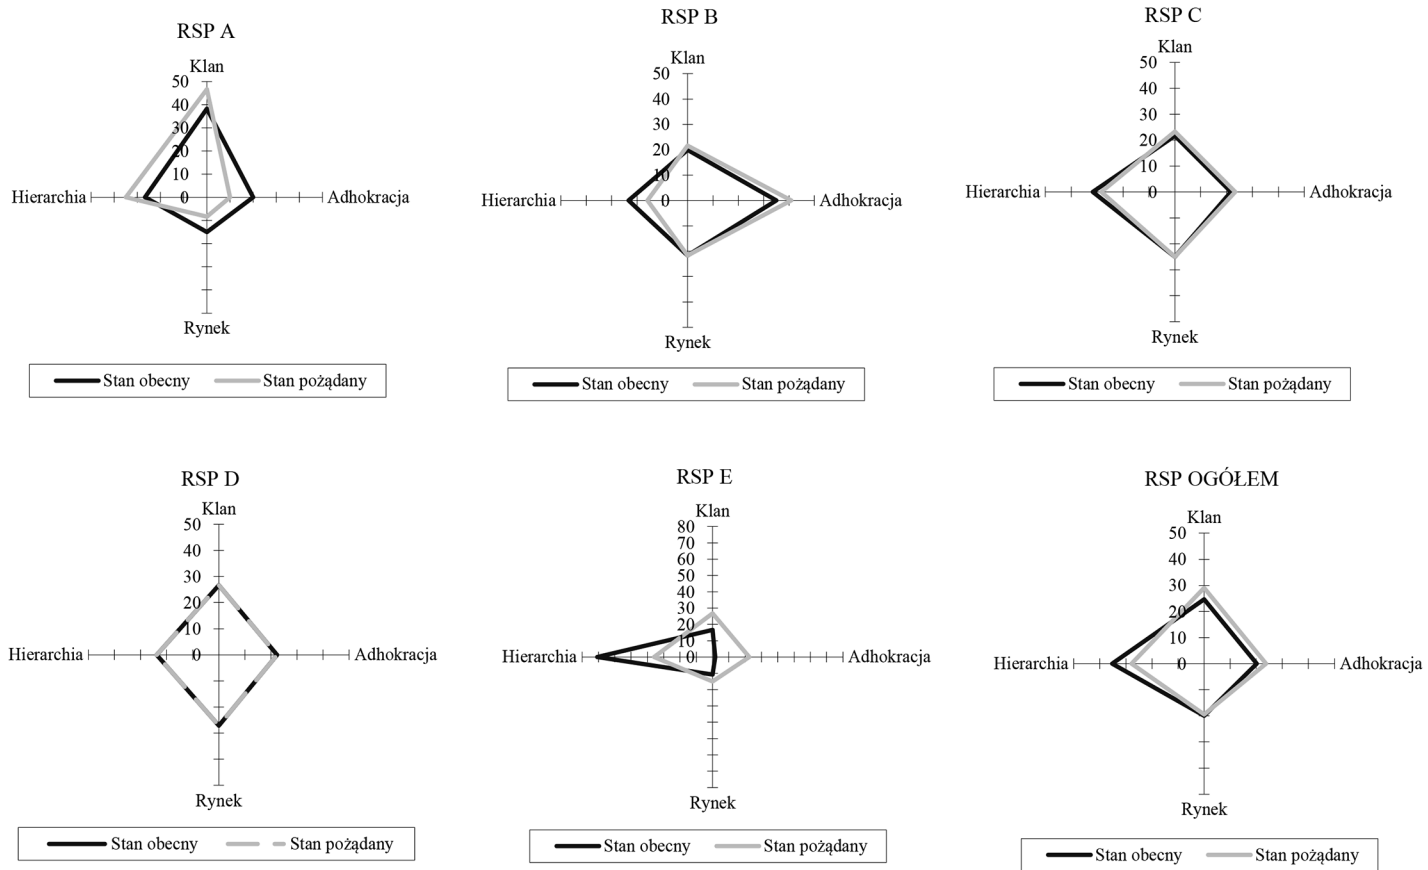 RSP A
Klan
50
40
30
20
10
0
Hierarchia
Adhokracja
Rynek
Stan obecny Stan pożądany
RSP B
Klan
50
40
30
20
10
0
Hierarchia
Adhokracja
Rynek
Stan obecny Stan pożądany
RSP C
Klan
50
40
30
20
10
0
Hierarchia
Adhokracja
Rynek
Stan obecny Stan pożądany
RSP D
Klan
50
40
30
20
10
0
Hierarchia
Adhokracja
Rynek
Stan obecny Stan pożądany
RSP E
Klan
80
70
60
50
40
30
20
10
0
Hierarchia
Adhokracja
Rynek
Stan obecny Stan pożądany
RSP OGÓŁEM
Klan
50
40
30
20
10
0
Hierarchia
Adhokracja
Rynek
Stan obecny Stan pożądany